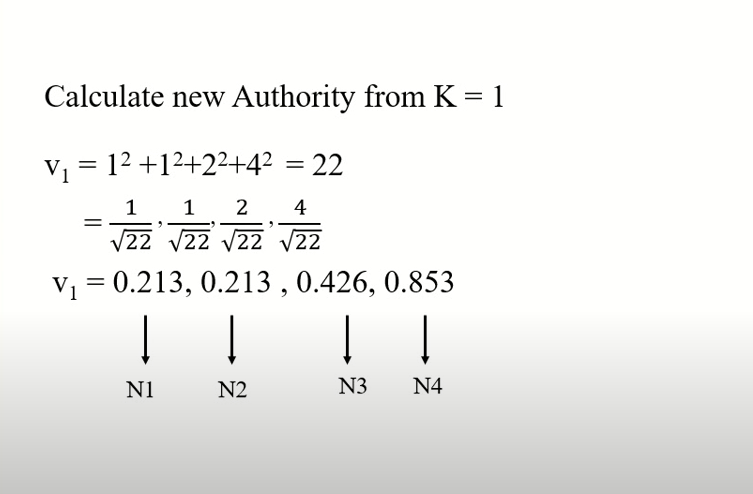 Calculate new Authority from K = 1
v₁ = 1² +1²+2²+4² = 22
= 1/√22 , 1/√22 , 2/√22 , 4/√22
v₁ = 0.213, 0.213 , 0.426, 0.853
N1 N2 N3 N4